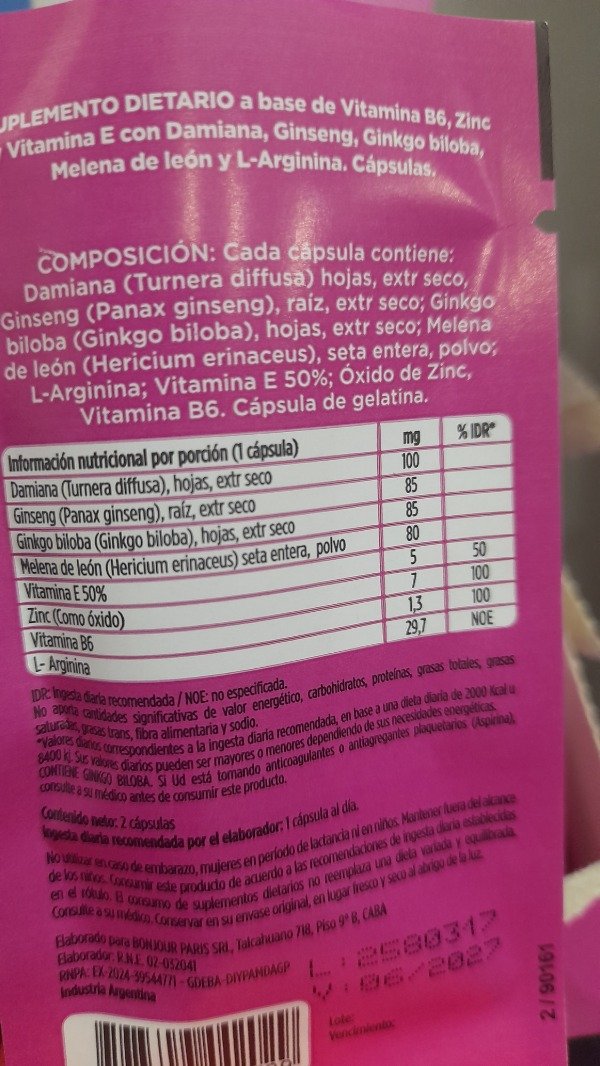 SUPLEMENTO DIETARIO a base de Vitamina B6, Zinc
Vitamina E con Damiana, Ginseng, Ginkgo biloba,
Melena de león y L-Arginina. Cápsulas.
COMPOSICIÓN: Cada cápsula contiene:
Damiana (Turnera diffusa) hojas, extr seco,
Ginseng (Panax ginseng), raíz, extr seco; Ginkgo
biloba (Ginkgo biloba), hojas, extr seco; Melena
de león (Hericium erinaceus), seta entera, polvo;
L-Arginina; Vitamina E 50%; Óxido de Zinc,
Vitamina B6. Cápsula de gelatina.
Información nutricional por porción (1 cápsula) mg % IDR*
Damiana (Turnera diffusa), hojas, extr seco 100
Ginseng (Panax ginseng), raíz, extr seco 85
Ginkgo biloba (Ginkgo biloba), hojas, extr seco 85
Melena de león (Hericium erinaceus) seta entera, polvo 80
Vitamina E 50% 5 50
Zinc (Como óxido) 7 100
Vitamina B6 1,3 100
L- Arginina 29,7 NOE
IDR: Ingesta diaria recomendada / NOE: no especificada.
No aporta cantidades significativas de valor energético, carbohidratos, proteínas, grasas totales, grasas
saturadas, grasas trans, fibra alimentaria y sodio.
*Valores diarios correspondientes a la ingesta diaria recomendada, en base a una dieta diaria de 2000 Kcal u
8400 kJ. Sus valores diarios pueden ser mayores o menores dependiendo de sus necesidades energéticas.
CONTIENE GINKGO BILOBA. Si Ud está tomando anticoagulantes o antiagregantes plaquetarios (Aspirina),
consulte a su médico antes de consumir este producto.
Contenido neto: 2 cápsulas
Ingesta diaria recomendada por el elaborador: 1 cápsula al día.
No utilizar en caso de embarazo, mujeres en período de lactancia ni en niños. Mantener fuera del alcance
de los niños. Consumir este producto de acuerdo a las recomendaciones de ingesta diaria establecidas
en el rótulo. El consumo de suplementos dietarios no reemplaza una dieta variada y equilibrada.
Consulte a su médico. Conservar en su envase original, en lugar fresco y seco al abrigo de la luz.
Elaborado para BONJOUR PARIS SRL, Talcahuano 718, Piso 9° B, CABA
Elaborador: R.N.E. 02-032041
RNPA: EX-2024-39544771- GDEBA-DIYPAMDAGP
Industria Argentina
L : 2580317
V : 06/2027
Lote:
Vencimiento:
2 / 90161